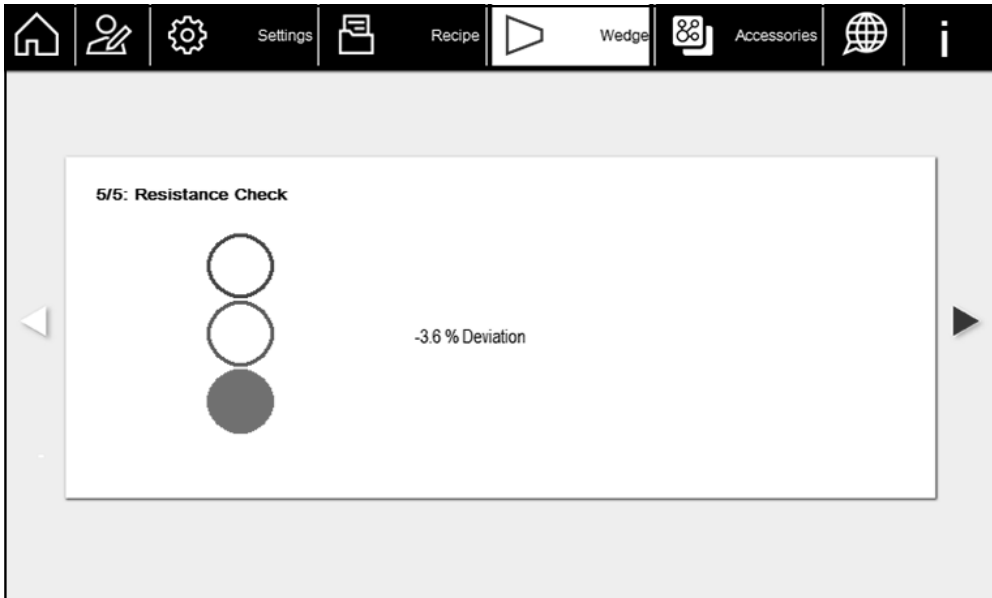 Settings Recipe Wedge Accessories i
5/5: Resistance Check
-3.6 % Deviation